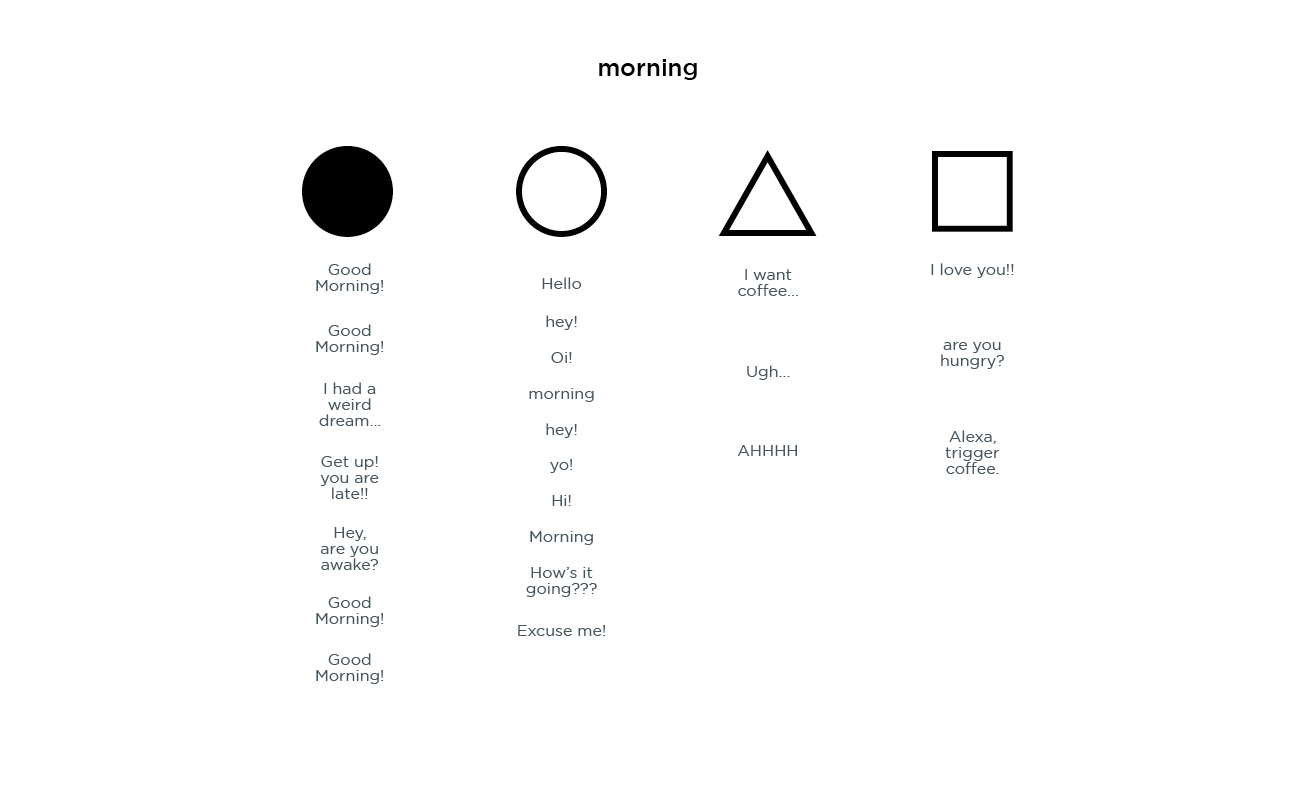 morning
Good
Morning!
Good
Morning!
I had a
weird
dream...
Get up!
you are
late!!
Hey,
are you
awake?
Good
Morning!
Good
Morning!
Hello
hey!
Oi!
morning
hey!
yo!
Hi!
Morning
How’s it
going???
Excuse me!
I want
coffee...
Ugh...
AHHHH
I love you!!
are you
hungry?
Alexa,
trigger
coffee.